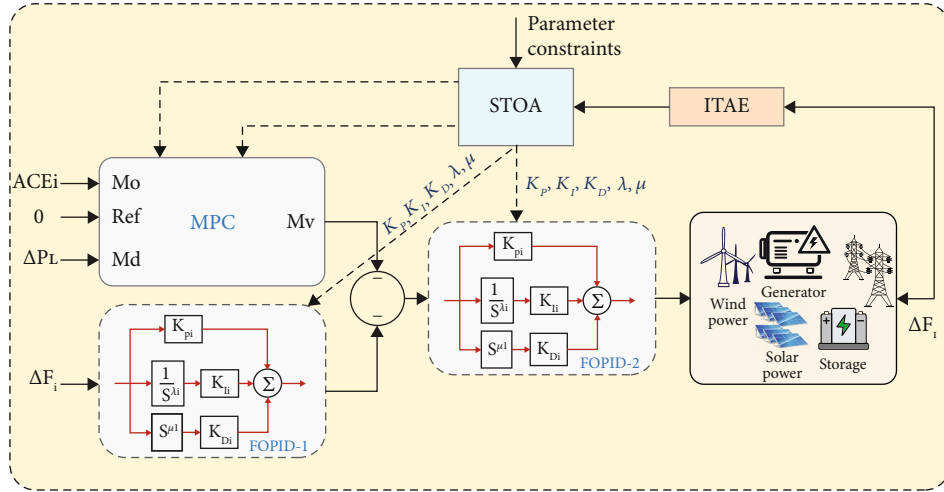 Parameter
constraints
STOA
ITAE
ACEi
0
ΔPL
Mo
Ref
Md
MPC
Mv
K_P, K_I, K_D, λ, μ
K_P, K_I, K_D, λ, μ
K_pi
1
S^λi
K_Ii
Σ
S^μ1
K_Di
FOPID-2
Wind
power
Generator
Solar
power
Storage
ΔF_I
ΔF_i
K_pi
1
S^λi
K_Ii
Σ
S^μ1
K_Di
FOPID-1